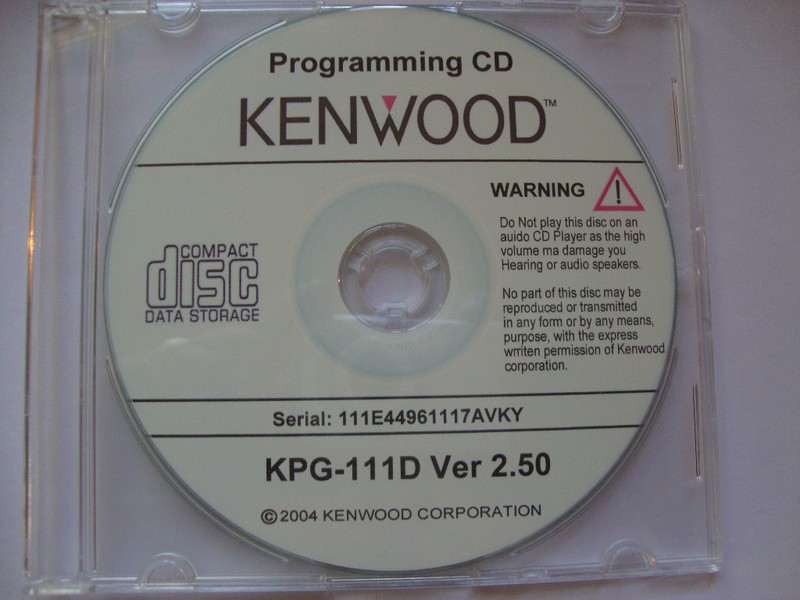 Programming CD
KENWOOD™
WARNING
Do Not play this disc on an
auido CD Player as the high
volume ma damage you
Hearing or audio speakers.
No part of this disc may be
reproduced or transmitted
in any form or by any means,
purpose, with the express
wrriten permission of Kenwood
corporation.
COMPACT
disc
DATA STORAGE
Serial: 111E44961117AVKY
KPG-111D Ver 2.50
©2004 KENWOOD CORPORATION